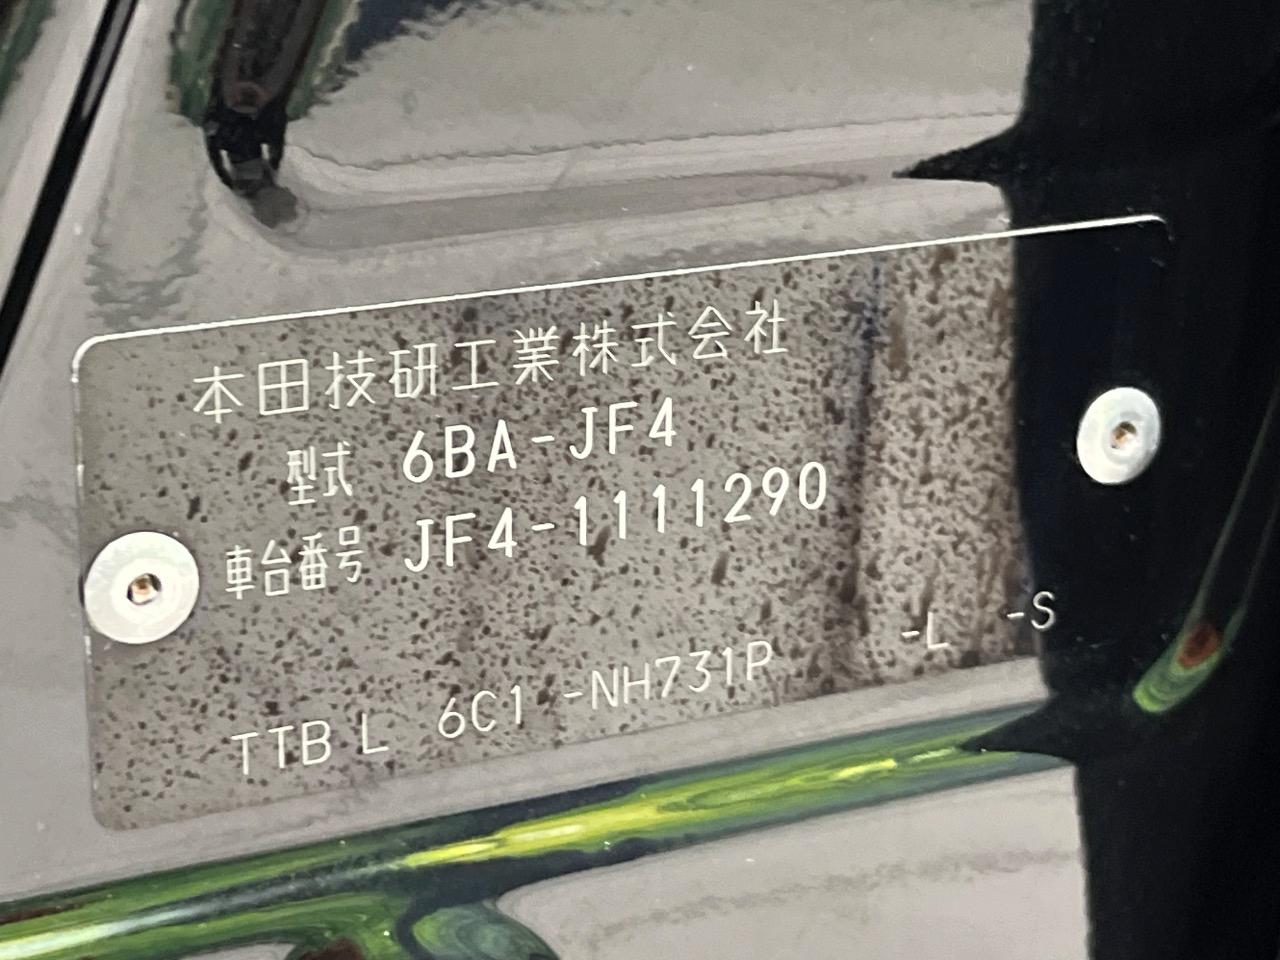 本田技研工業株式会社
型式 6BA-JF4
車台番号 JF4-1111290
TTBL 6C1 -NH731P -L -S